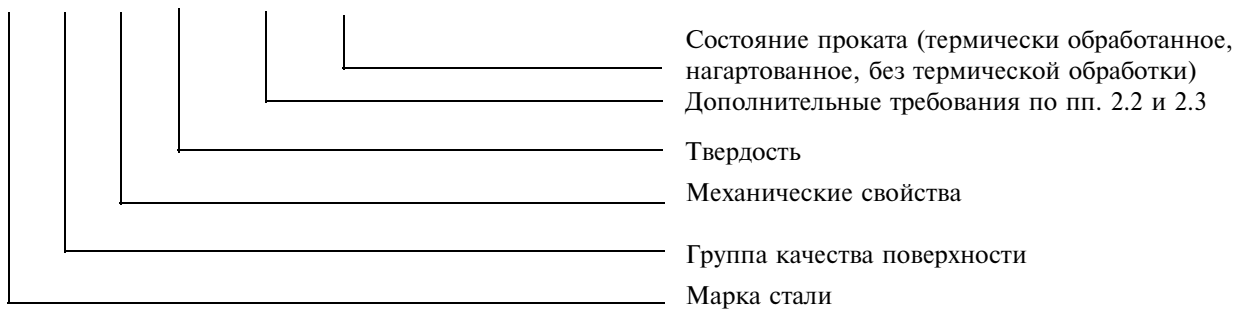 Состояние проката (термически обработанное,
нагартованное, без термической обработки)
Дополнительные требования по пп. 2.2 и 2.3
Твердость
Механические свойства
Группа качества поверхности
Марка стали